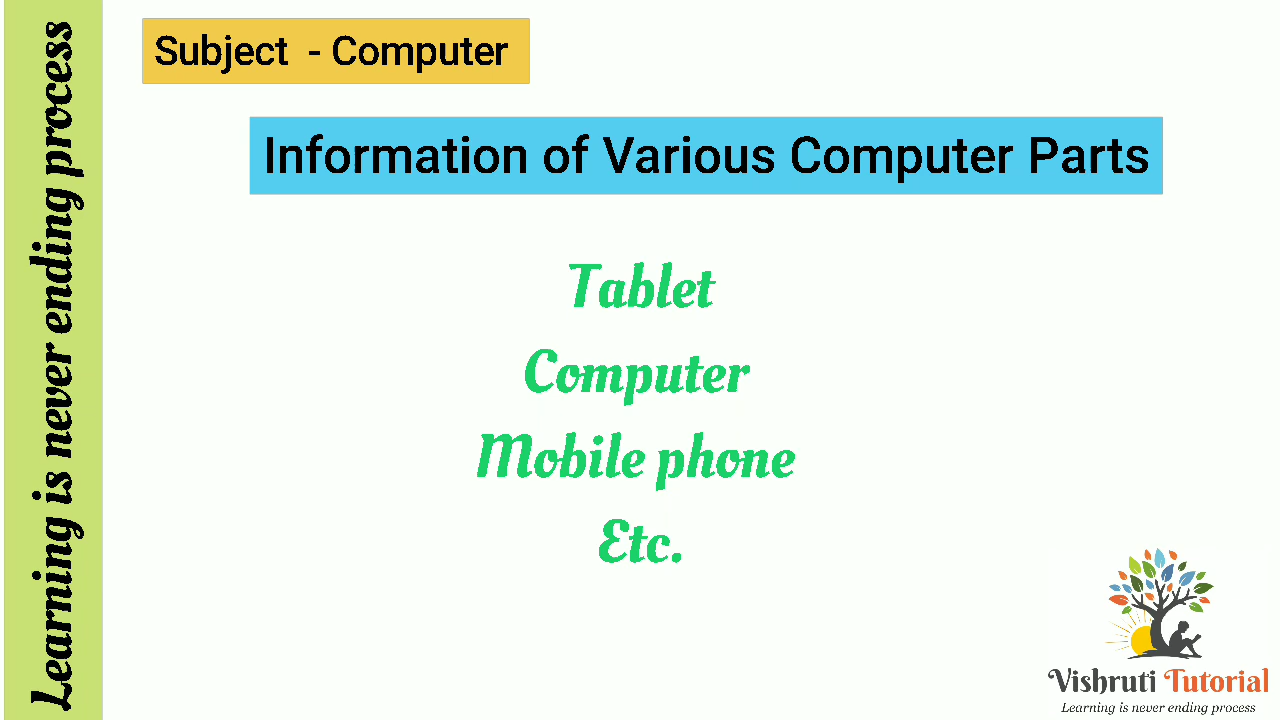 Learning is never ending process
Subject - Computer
Information of Various Computer Parts
Tablet
Computer
Mobile phone
Etc.
Vishruti Tutorial
Learning is never ending process